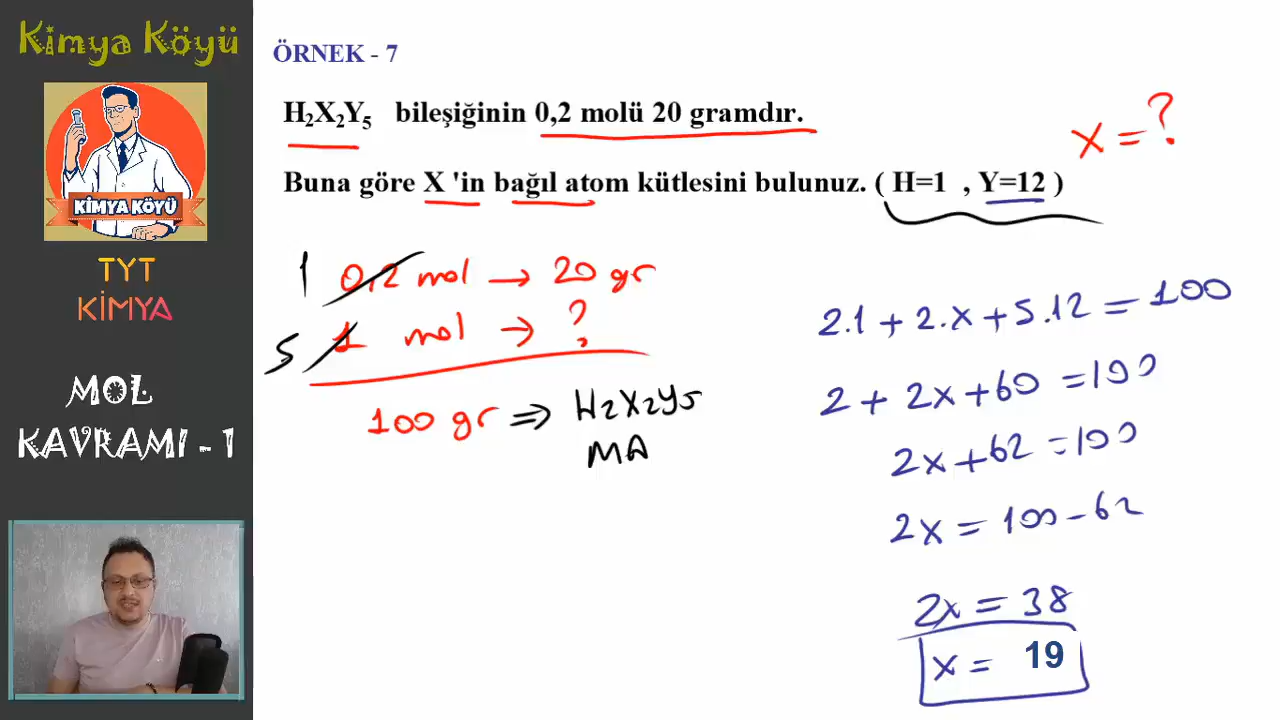 Kimya Köyü
KİMYA KÖYÜ
TYT
KİMYA
MOL
KAVRAMI - 1
ÖRNEK - 7
H₂X₂Y₅ bileşiğinin 0,2 molü 20 gramdır.
x = ?
Buna göre X 'in bağıl atom kütlesini bulunuz. ( H=1 , Y=12 )
1 0,2 mol → 20 gr
5 1 mol → ?
100 gr ⇒ H₂X₂Y₅
MA
2.1 + 2.x + 5.12 = 100
2 + 2x + 60 = 100
2x + 62 = 100
2x = 100 - 62
2x = 38
x = 19